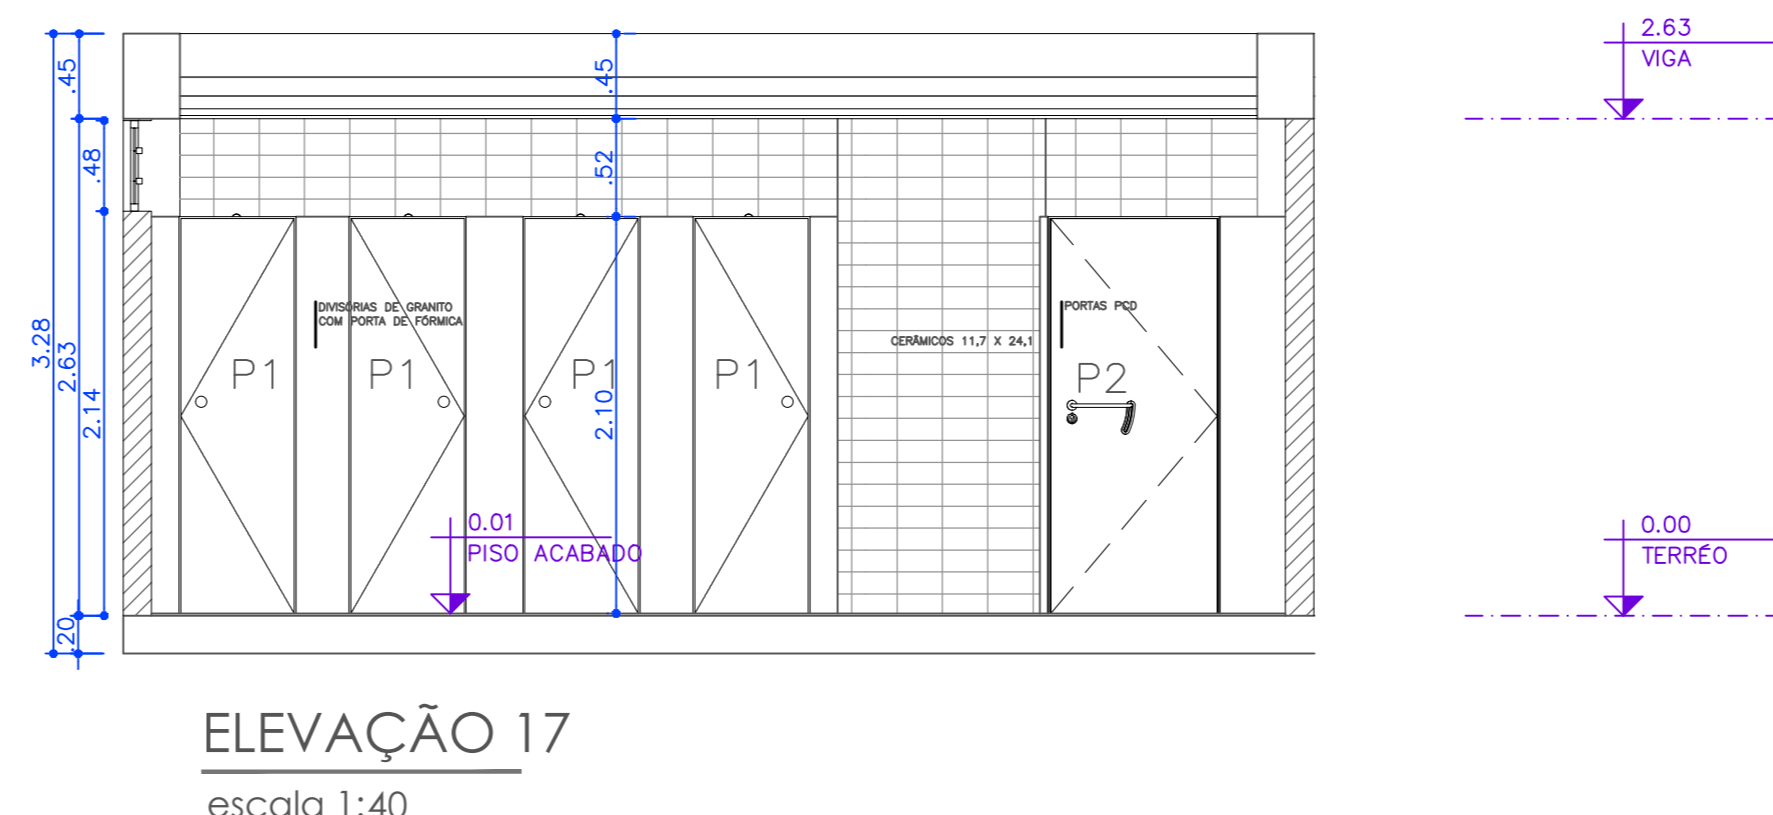 2.63
VIGA
.45
.45
.48
.52
DIVISÓRIAS DE GRANITO
COM PORTA DE FÓRMICA
PORTAS PCD
CERÂMICOS 11,7 X 24,1
3.28
2.63
2.14
2.10
P1
P1
P1
P1
P2
0.01
PISO ACABADO
0.00
TERRÉO
.20
ELEVAÇÃO 17
escala 1:40